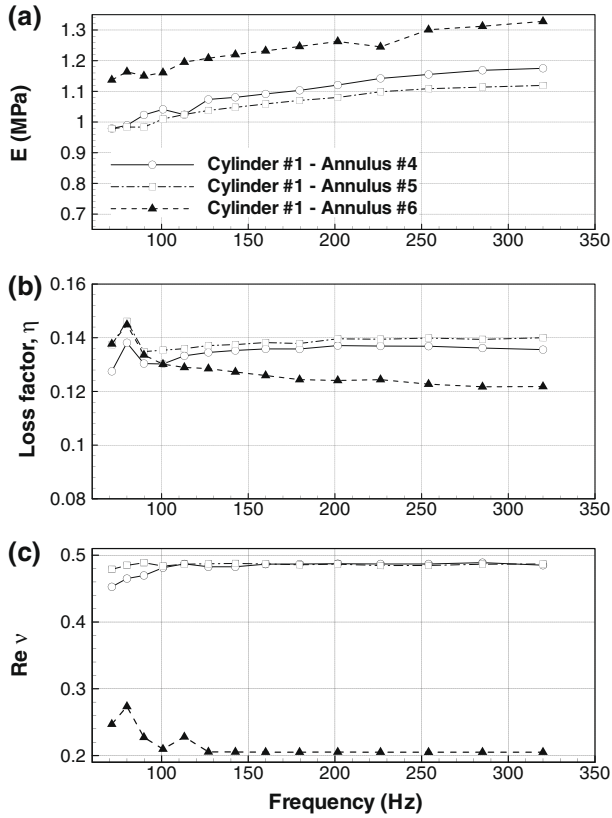 (a)
1.3
1.2
1.1
1
0.9
0.8
0.7
E (MPa)
Cylinder #1 - Annulus #4
Cylinder #1 - Annulus #5
Cylinder #1 - Annulus #6
100 150 200 250 300 350
(b)
0.16
0.14
0.12
0.1
0.08
Loss factor, η
100 150 200 250 300 350
(c)
0.5
0.4
0.3
0.2
Re ν
100 150 200 250 300 350
Frequency (Hz)